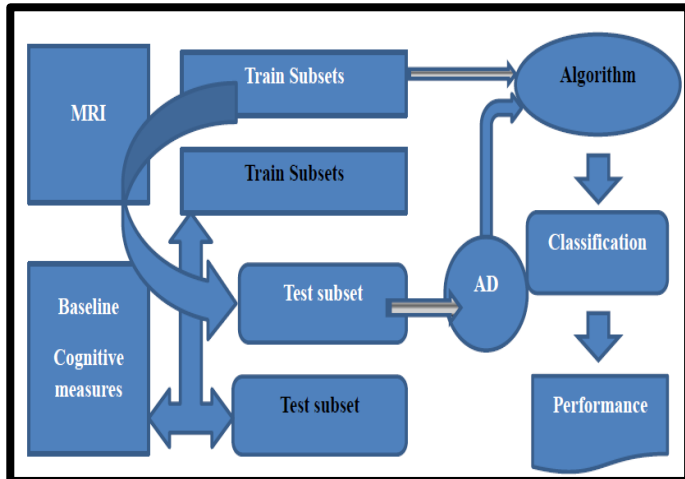 MRI
Train Subsets
Algorithm
Train Subsets
Classification
Baseline
Cognitive
measures
Test subset
AD
Test subset
Performance